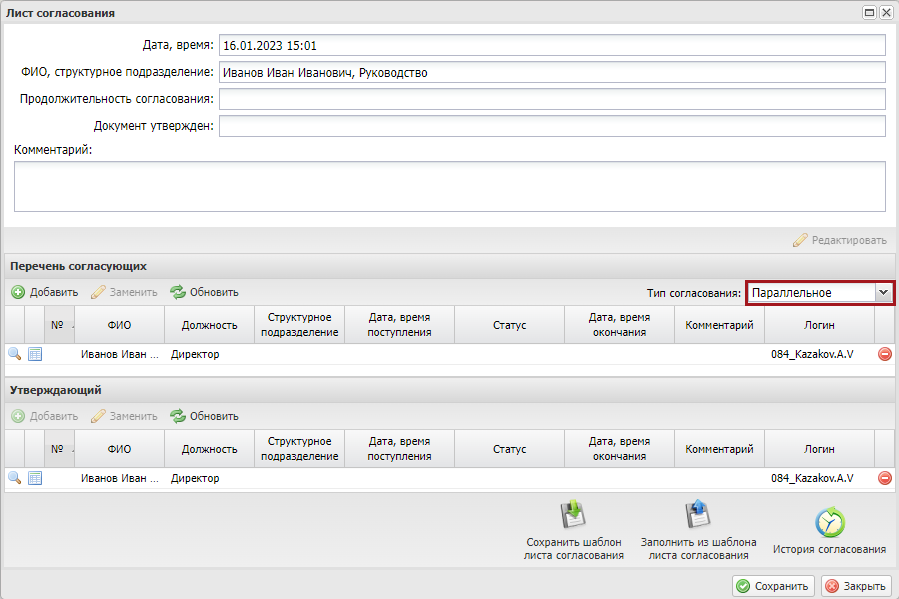 Лист согласования
Дата, время: 16.01.2023 15:01
ФИО, структурное подразделение: Иванов Иван Иванович, Руководство
Продолжительность согласования:
Документ утвержден:
Комментарий:
Редактировать
Перечень согласующих
Добавить Заменить Обновить Тип согласования: Параллельное
№ ФИО Должность Структурное подразделение Дата, время поступления Статус Дата, время окончания Комментарий Логин
Иванов Иван ... Директор 084_Kazakov.A.V
Утверждающий
Добавить Заменить Обновить
№ ФИО Должность Структурное подразделение Дата, время поступления Статус Дата, время окончания Комментарий Логин
Иванов Иван ... Директор 084_Kazakov.A.V
Сохранить шаблон листа согласования
Заполнить из шаблона листа согласования
История согласования
Сохранить Закрыть